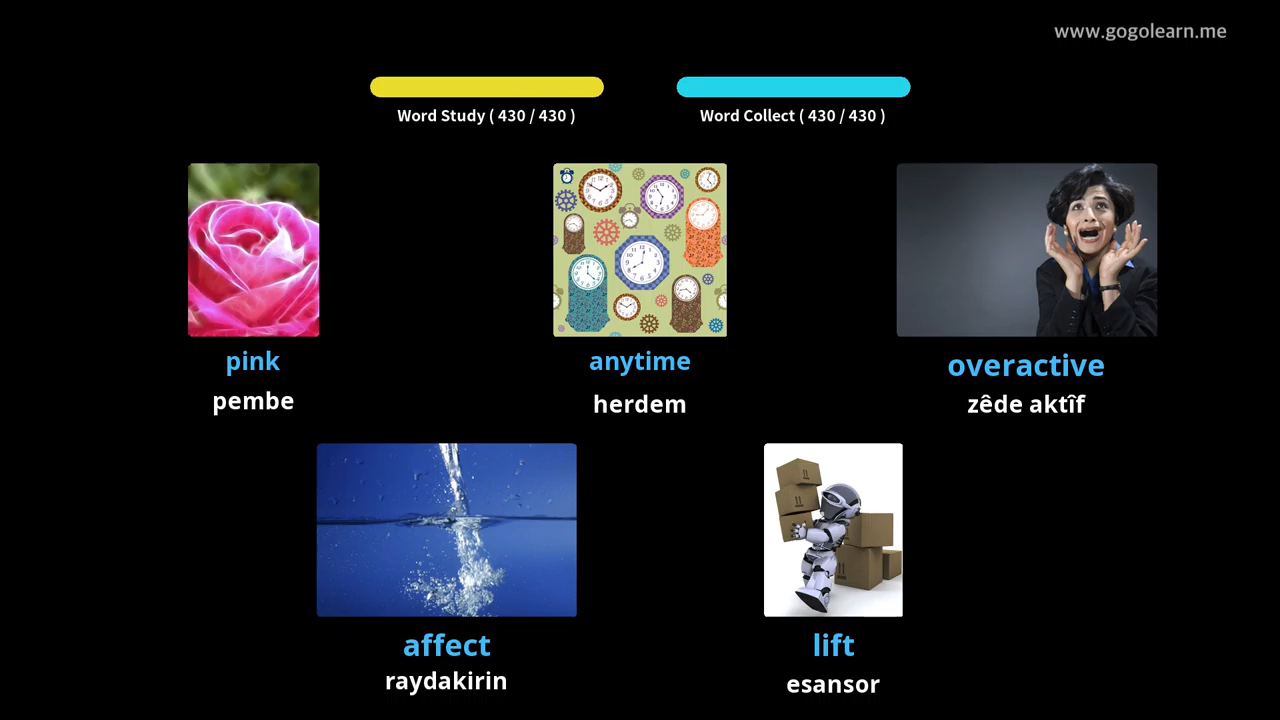 www.gogolearn.me
Word Study ( 430 / 430 )
Word Collect ( 430 / 430 )
pink
pembe
anytime
herdem
overactive
zêde aktîf
affect
raydakirin
lift
esansor